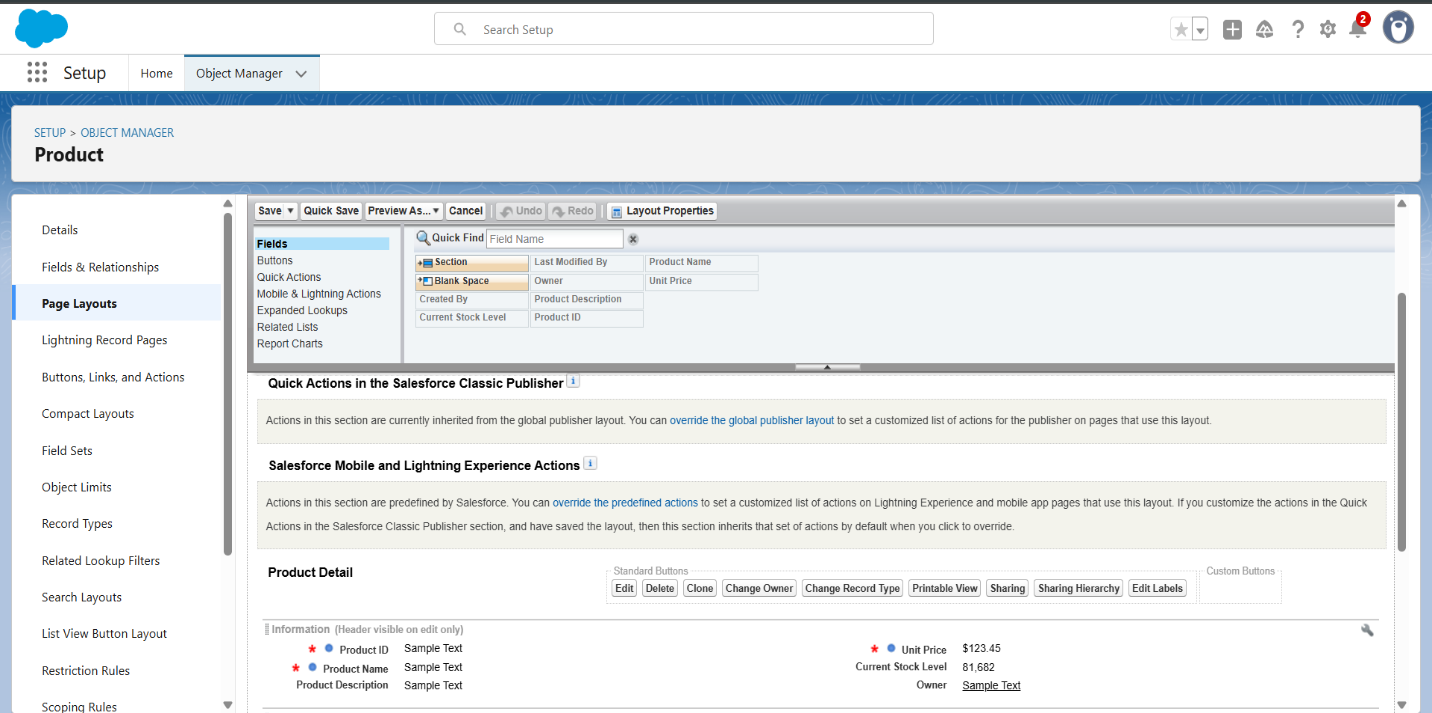 Search Setup
2
Setup
Home
Object Manager
SETUP > OBJECT MANAGER
Product
Details
Fields & Relationships
Page Layouts
Lightning Record Pages
Buttons, Links, and Actions
Compact Layouts
Field Sets
Object Limits
Record Types
Related Lookup Filters
Search Layouts
List View Button Layout
Restriction Rules
Scoping Rules
Save ▼ Quick Save Preview As...▼ Cancel Undo Redo Layout Properties
Fields
Buttons
Quick Actions
Mobile & Lightning Actions
Expanded Lookups
Related Lists
Report Charts
Quick Find Field Name
Section Last Modified By Product Name
Blank Space Owner Unit Price
Created By Product Description
Current Stock Level Product ID
Quick Actions in the Salesforce Classic Publisher i
Actions in this section are currently inherited from the global publisher layout. You can override the global publisher layout to set a customized list of actions for the publisher on pages that use this layout.
Salesforce Mobile and Lightning Experience Actions i
Actions in this section are predefined by Salesforce. You can override the predefined actions to set a customized list of actions on Lightning Experience and mobile app pages that use this layout. If you customize the actions in the Quick
Actions in the Salesforce Classic Publisher section, and have saved the layout, then this section inherits that set of actions by default when you click to override.
Product Detail
Standard Buttons
Edit Delete Clone Change Owner Change Record Type Printable View Sharing Sharing Hierarchy Edit Labels
Custom Buttons
Information (Header visible on edit only)
* Product ID Sample Text
* Product Name Sample Text
Product Description Sample Text
* Unit Price $123.45
Current Stock Level 81,682
Owner Sample Text